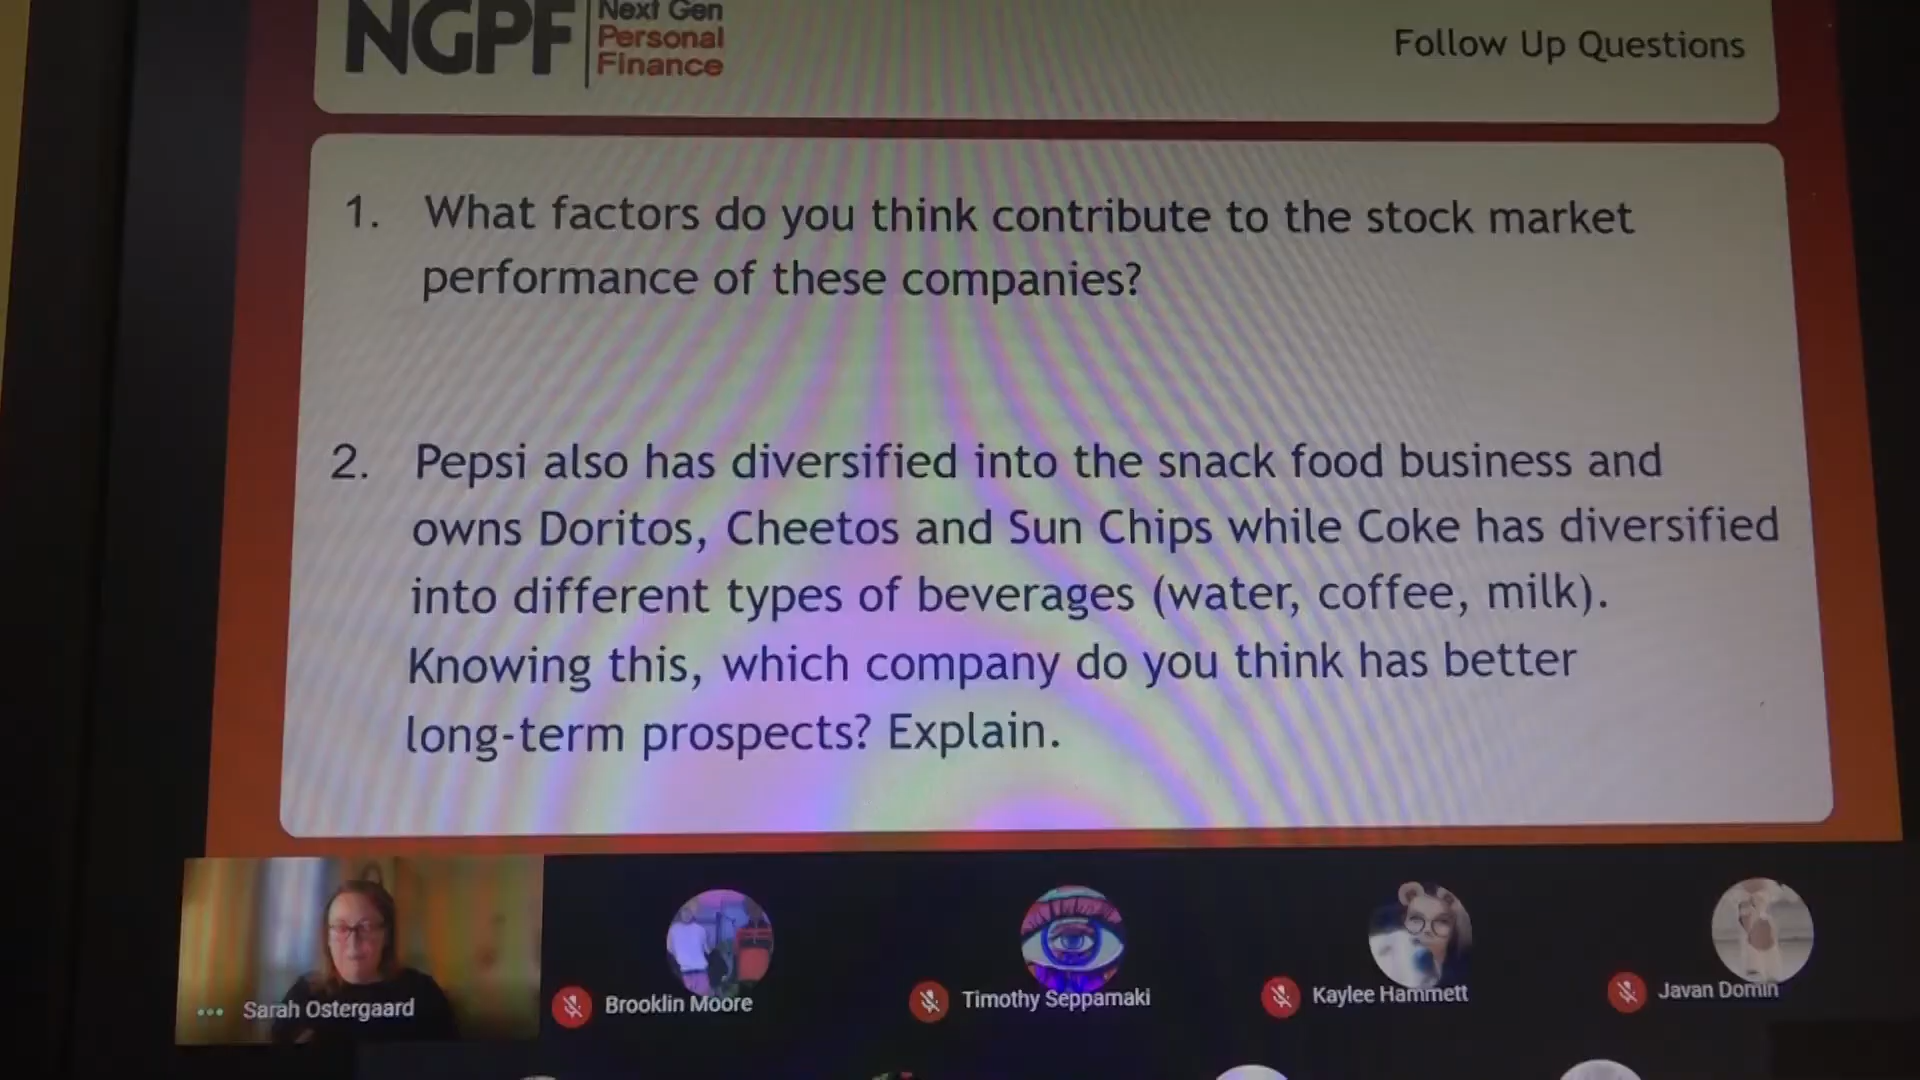 NGPF
Next Gen
Personal
Finance
Follow Up Questions
1. What factors do you think contribute to the stock market
performance of these companies?
2. Pepsi also has diversified into the snack food business and
owns Doritos, Cheetos and Sun Chips while Coke has diversified
into different types of beverages (water, coffee, milk).
Knowing this, which company do you think has better
long-term prospects? Explain.
Sarah Ostergaard
Brooklin Moore
Timothy Seppamaki
Kaylee Hammett
Javan Domin